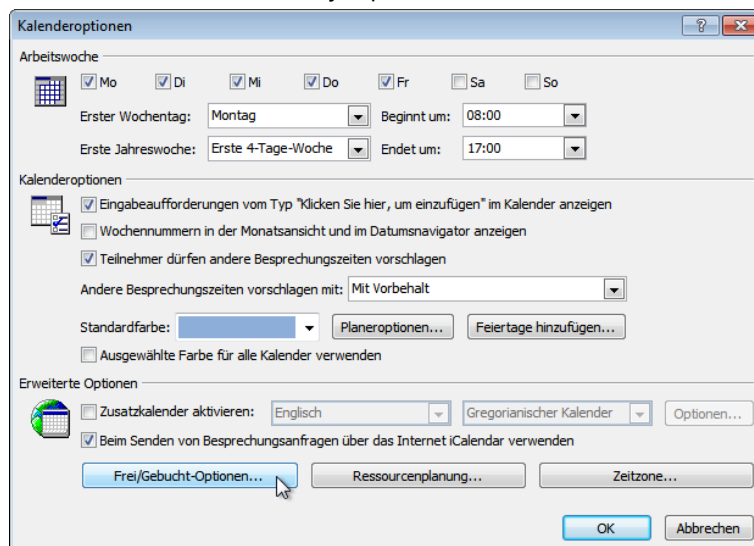 Kalenderoptionen
Arbeitswoche
Mo Di Mi Do Fr Sa So
Erster Wochentag: Montag Beginnt um: 08:00
Erste Jahreswoche: Erste 4-Tage-Woche Endet um: 17:00
Kalenderoptionen
Eingabeaufforderungen vom Typ "Klicken Sie hier, um einzufügen" im Kalender anzeigen
Wochennummern in der Monatsansicht und im Datumsnavigator anzeigen
Teilnehmer dürfen andere Besprechungszeiten vorschlagen
Andere Besprechungszeiten vorschlagen mit: Mit Vorbehalt
Standardfarbe: Planeroptionen... Feiertage hinzufügen...
Ausgewählte Farbe für alle Kalender verwenden
Erweiterte Optionen
Zusatzkalender aktivieren: Englisch Gregorianischer Kalender Optionen...
Beim Senden von Besprechungsanfragen über das Internet iCalendar verwenden
Frei/Gebucht-Optionen... Ressourcenplanung... Zeitzone...
OK Abbrechen